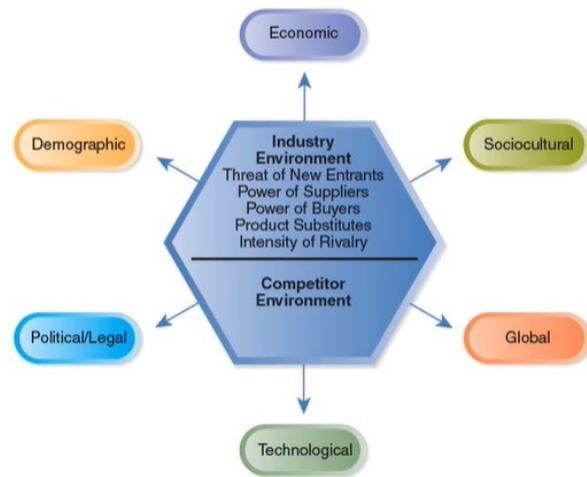 Economic
Demographic
Sociocultural
Industry
Environment
Threat of New Entrants
Power of Suppliers
Power of Buyers
Product Substitutes
Intensity of Rivalry
Competitor
Environment
Political/Legal
Global
Technological